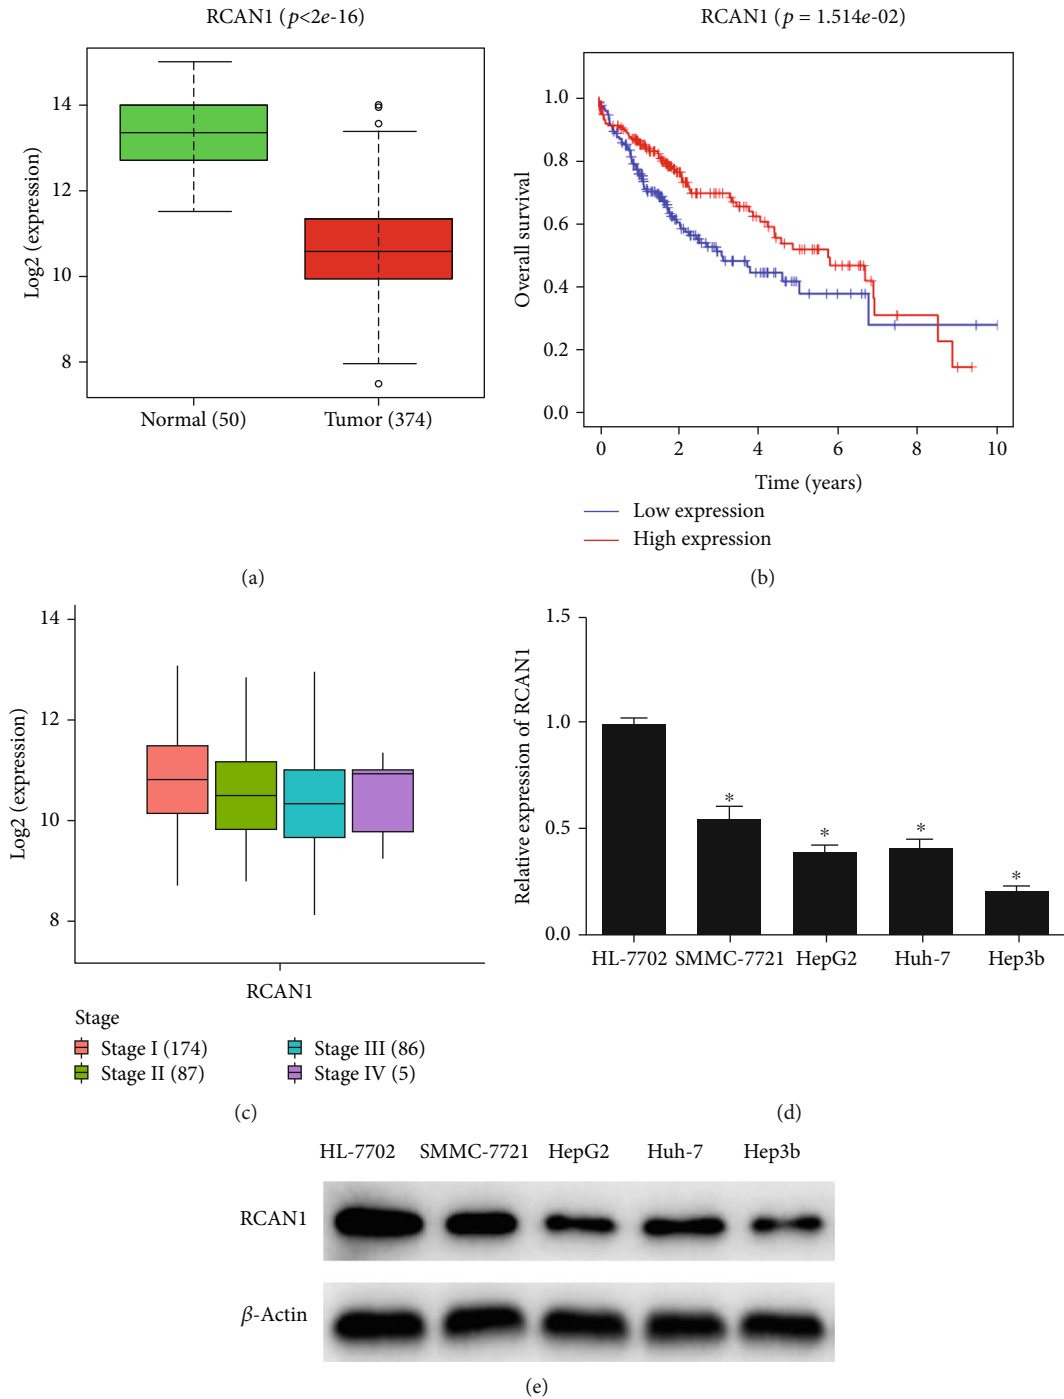 RCAN1 (p<2e-16)
Log2 (expression)
14
12
10
8
Normal (50)
Tumor (374)
(a)
RCAN1 (p = 1.514e-02)
Overall survival
1.0
0.8
0.6
0.4
0.2
0.0
0 2 4 6 8 10
Time (years)
Low expression
High expression
(b)
Log2 (expression)
14
12
10
8
RCAN1
Stage
Stage I (174)
Stage II (87)
Stage III (86)
Stage IV (5)
(c)
Relative expression of RCAN1
1.5
1.0
0.5
0.0
* * * *
HL-7702 SMMC-7721 HepG2 Huh-7 Hep3b
(d)
HL-7702 SMMC-7721 HepG2 Huh-7 Hep3b
RCAN1
β-Actin
(e)